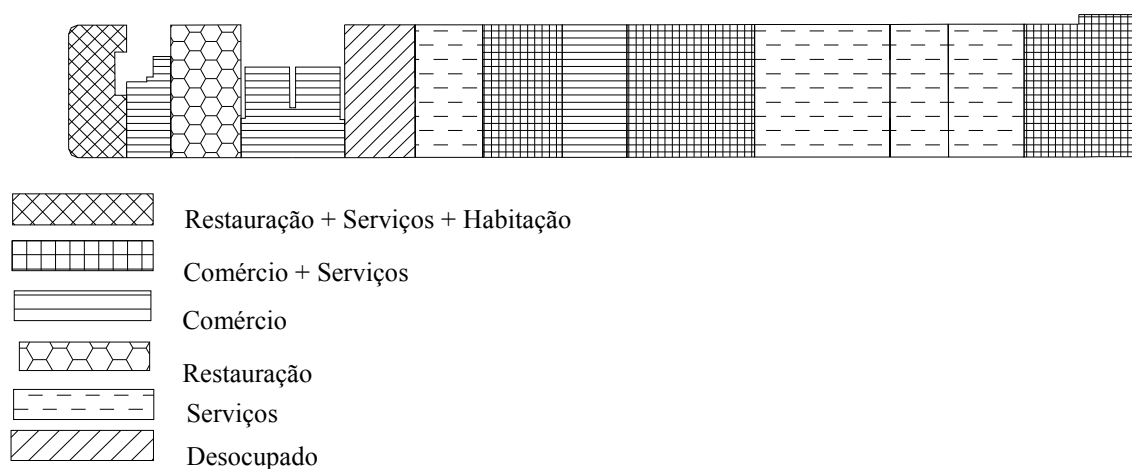 Restauração + Serviços + Habitação
Comércio + Serviços
Comércio
Restauração
Serviços
Desocupado